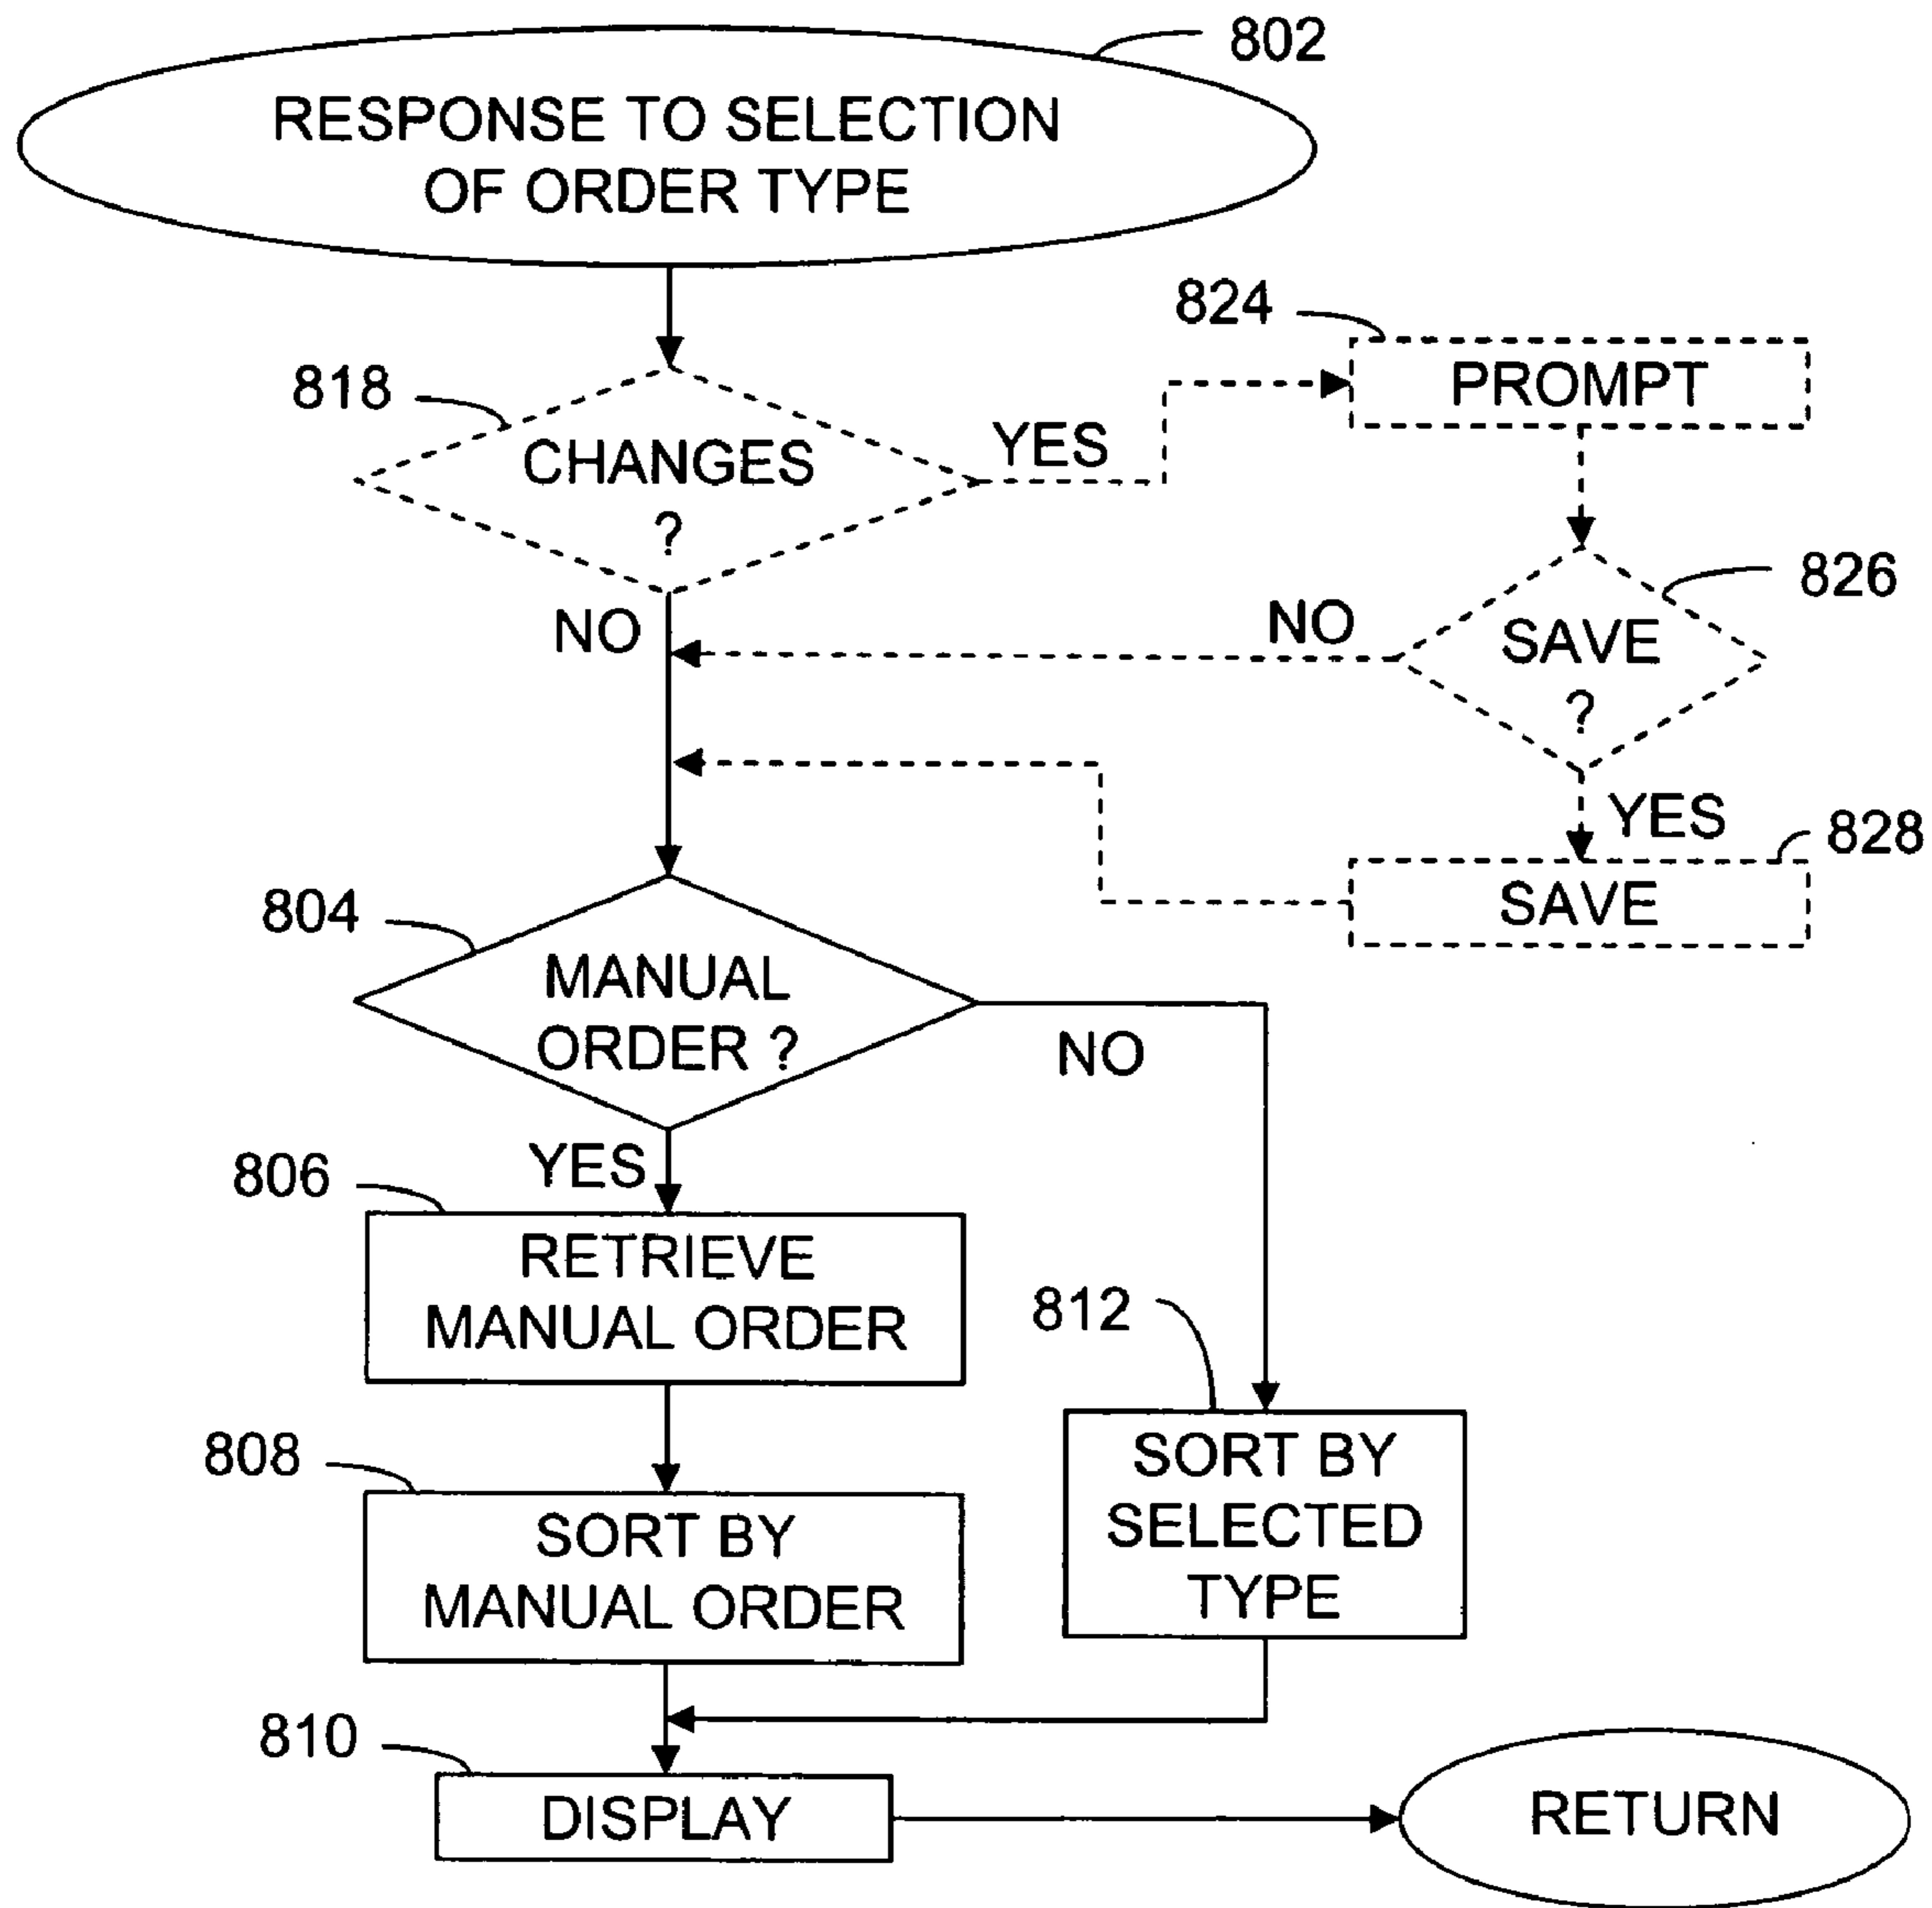 802
RESPONSE TO SELECTION
OF ORDER TYPE
824
PROMPT
818
CHANGES
?
YES
NO
826
SAVE
?
NO
YES
828
SAVE
804
MANUAL
ORDER ?
NO
YES
806
RETRIEVE
MANUAL ORDER
812
SORT BY
SELECTED
TYPE
808
SORT BY
MANUAL ORDER
810
DISPLAY
RETURN